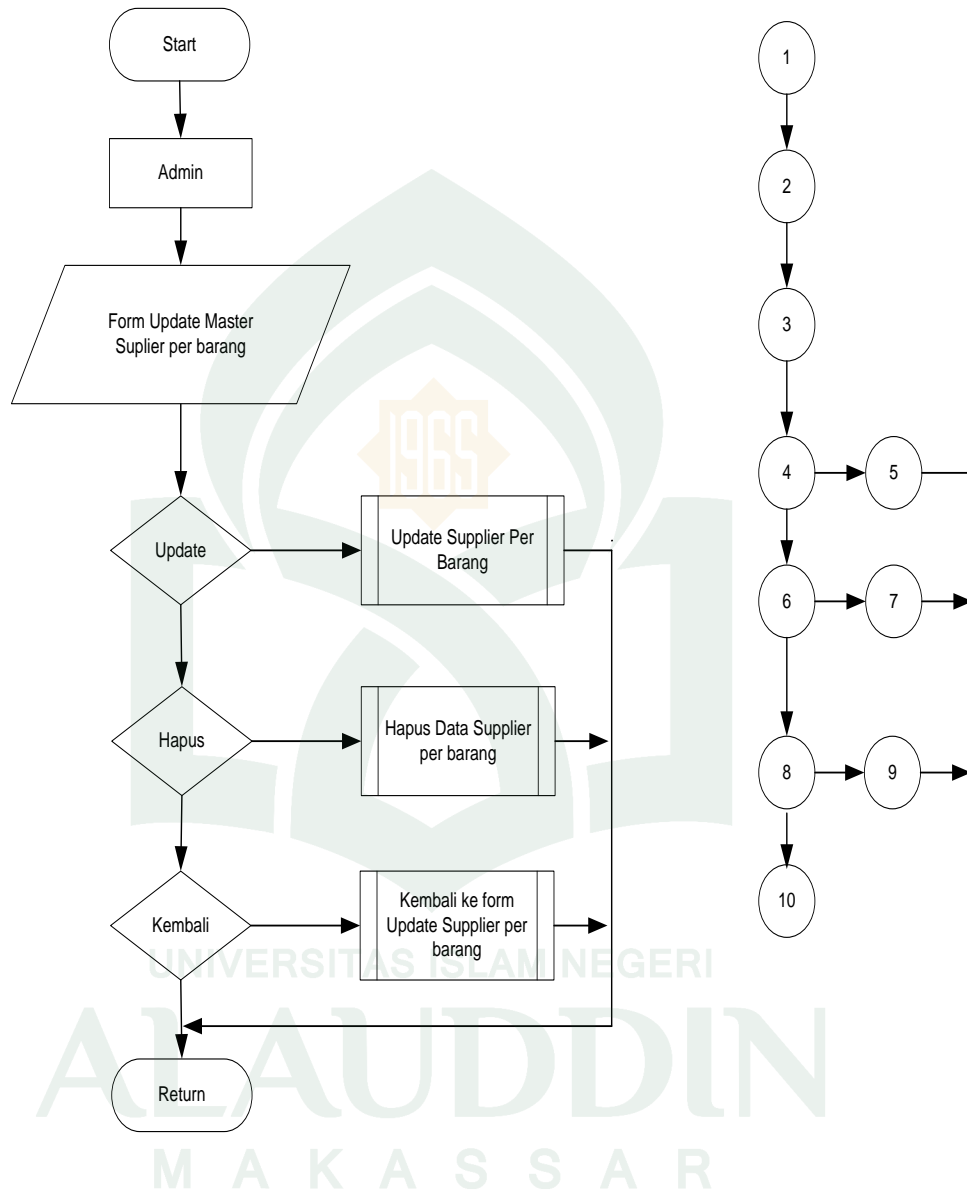 Start
Admin
Form Update Master
Suplier per barang
Update
Update Supplier Per
Barang
Hapus
Hapus Data Supplier
per barang
Kembali
Kembali ke form
Update Supplier per
barang
Return
1
2
3
4
5
6
7
8
9
10
1965
UNIVERSITAS ISLAM NEGERI
ALAUDDIN
MAKASSAR